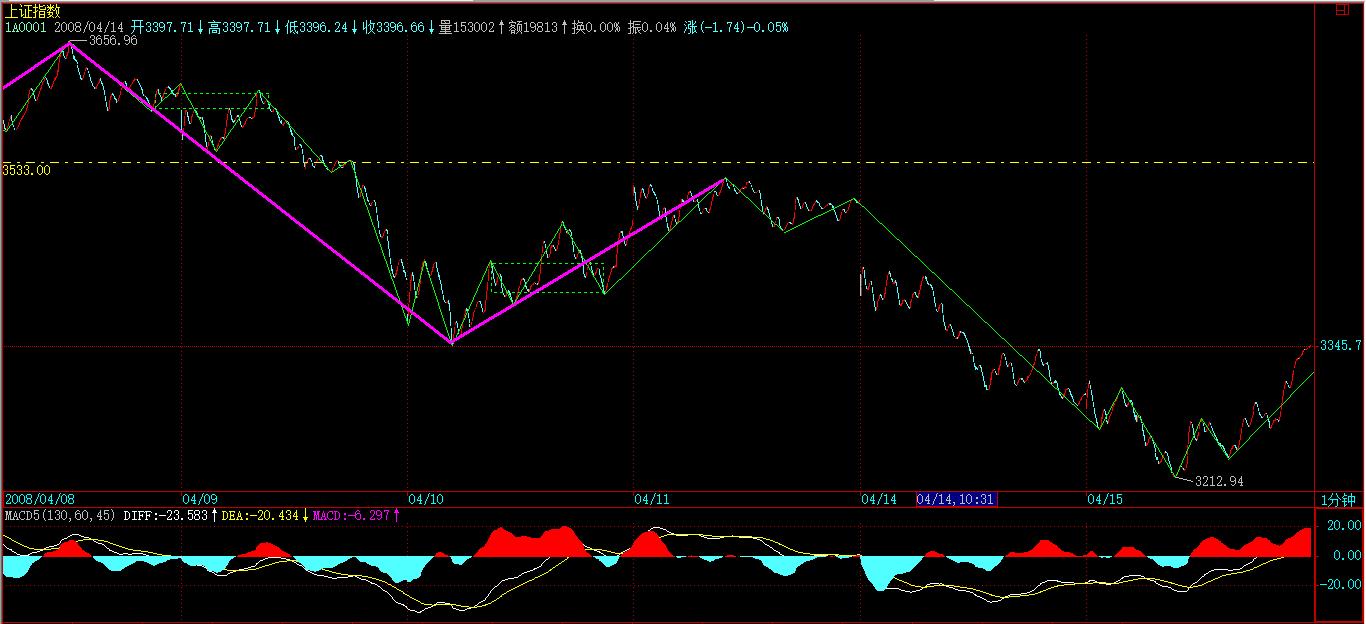 上证指数
1A0001 2008/04/14 开3397.71↓高3397.71↓低3396.24↓收3396.66↓量153002↑额19813↑换0.00% 振0.04% 涨(-1.74)-0.05%
3656.96
3533.00
3345.7
3212.94
2008/04/08 04/09 04/10 04/11 04/14 04/14,10:31 04/15 1分钟
MACD5(130,60,45) DIFF:-23.583↑DEA:-20.434↓MACD:-6.297↑
20.00
0.00
-20.00